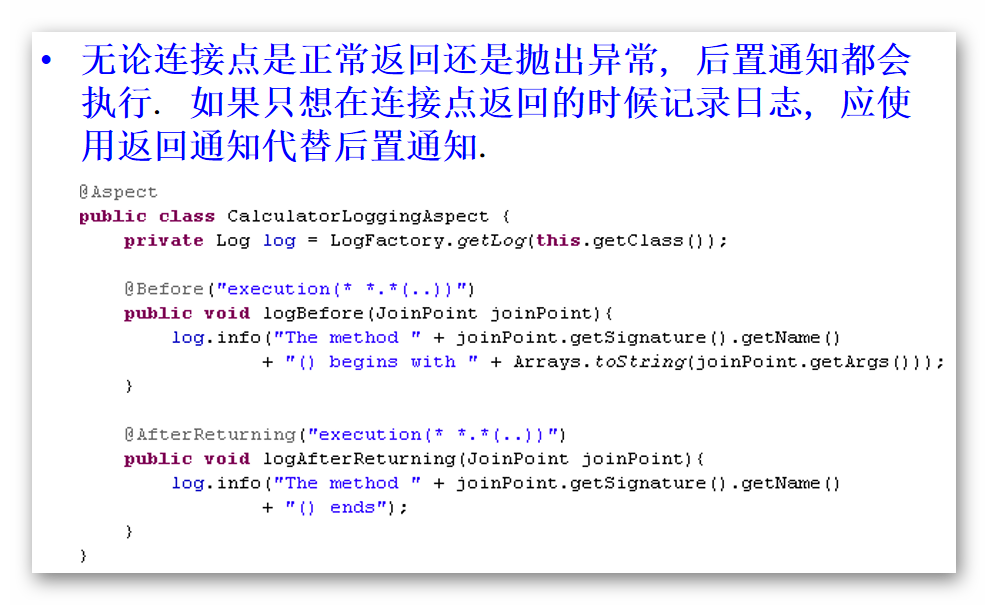 • 无论连接点是正常返回还是抛出异常, 后置通知都会
执行. 如果只想在连接点返回的时候记录日志, 应使
用返回通知代替后置通知.
@Aspect
public class CalculatorLoggingAspect {
    private Log log = LogFactory.getLog(this.getClass());
    @Before("execution(* *.*(..))")
    public void logBefore(JoinPoint joinPoint){
        log.info("The method " + joinPoint.getSignature().getName()
                + "() begins with " + Arrays.toString(joinPoint.getArgs()));
    }
    @AfterReturning("execution(* *.*(..))")
    public void logAfterReturning(JoinPoint joinPoint){
        log.info("The method " + joinPoint.getSignature().getName()
                + "() ends");
    }
}